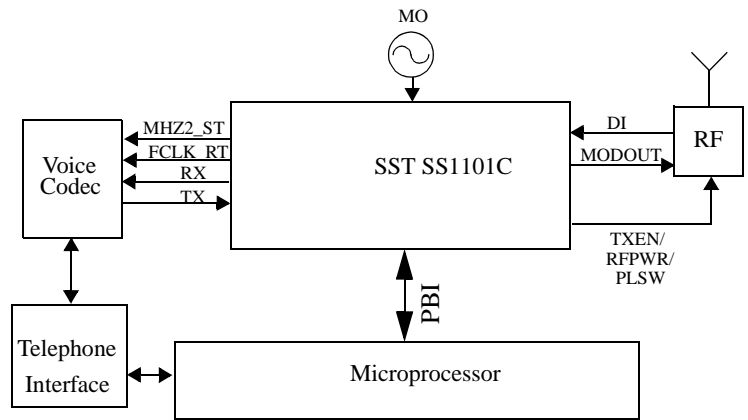 MO
MHZ2_ST
FCLK_RT
RX
TX
Voice
Codec
SST SS1101C
DI
MODOUT
RF
TXEN/
RFPWR/
PLSW
PBI
Telephone
Interface
Microprocessor